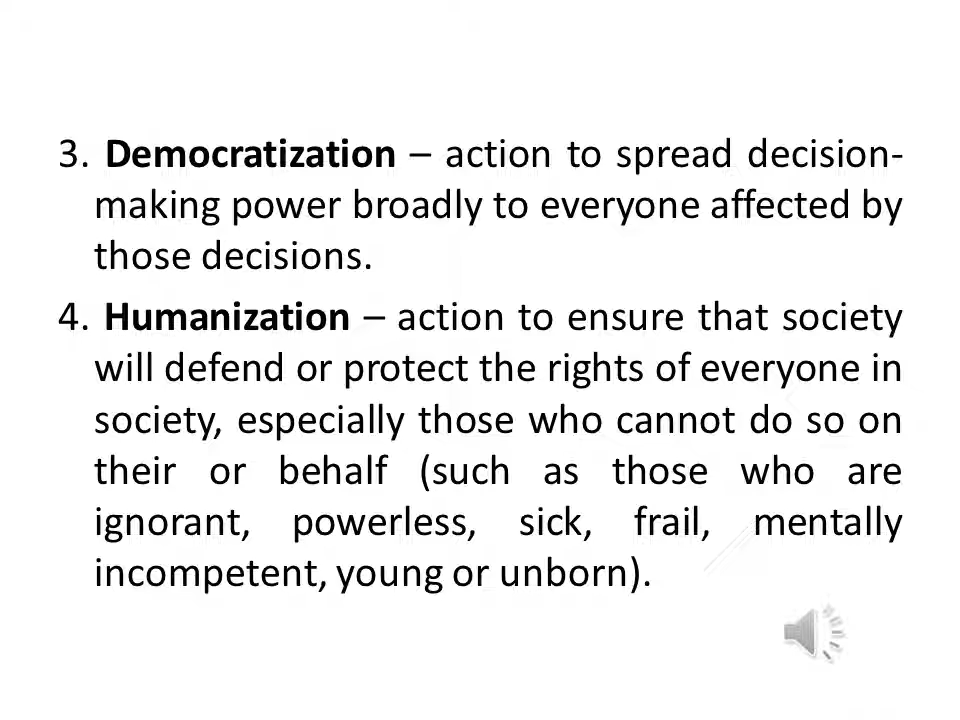 3. Democratization – action to spread decision-
making power broadly to everyone affected by
those decisions.
4. Humanization – action to ensure that society
will defend or protect the rights of everyone in
society, especially those who cannot do so on
their or behalf (such as those who are
ignorant, powerless, sick, frail, mentally
incompetent, young or unborn).